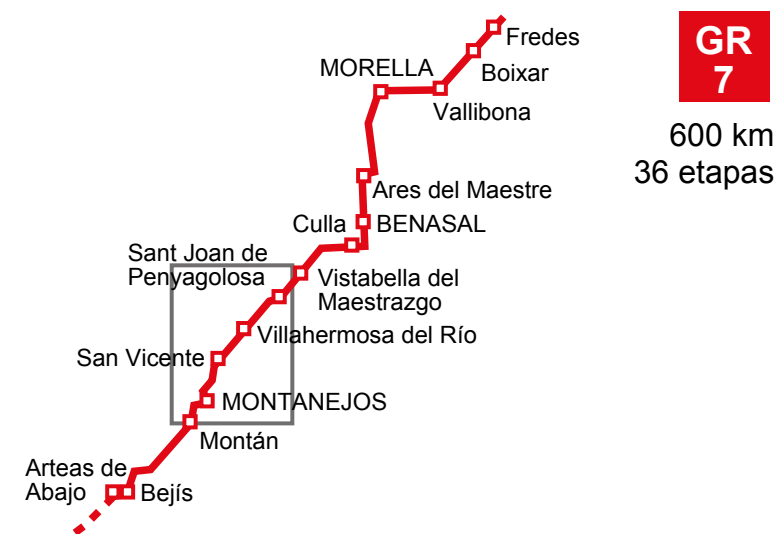 Fredes
GR
7
MORELLA
Boixar
Vallibona
600 km
36 etapas
Ares del Maestre
Culla
BENASAL
Sant Joan de
Penyagolosa
Vistabella del
Maestrazgo
Villahermosa del Río
San Vicente
MONTANEJOS
Montán
Arteas de
Abajo
Bejís